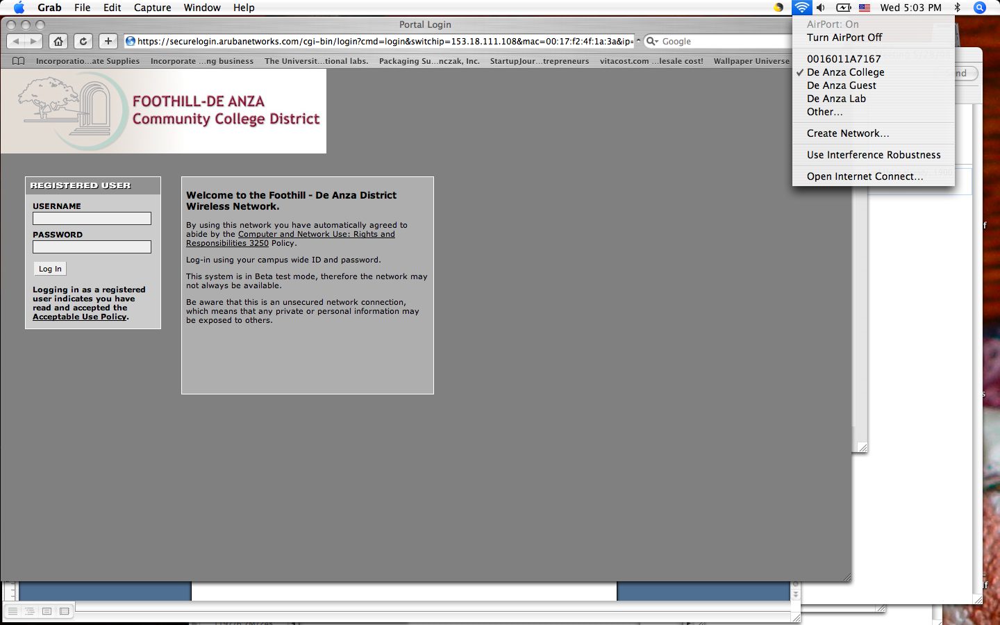 Grab File Edit Capture Window Help
Wed 5:03 PM
Portal Login
https://securelogin.arubanetworks.com/cgi-bin/login?cmd=login&switchip=153.18.111.108&mac=00:17:f2:4f:1a:3a&ip=
Google
Incorporatio...ate Supplies Incorporate ...ng business The Universit...tional labs. Packaging Su...nczak, Inc. StartupJour...trepreneurs vitacost.com ...lesale cost! Wallpaper Universe
AirPort: On
Turn AirPort Off
0016011A7167
✓ De Anza College
De Anza Guest
De Anza Lab
Other...
Create Network...
Use Interference Robustness
Open Internet Connect...
FOOTHILL-DE ANZA
Community College District
REGISTERED USER
USERNAME
PASSWORD
Log In
Logging in as a registered
user indicates you have
read and accepted the
Acceptable Use Policy.
Welcome to the Foothill - De Anza District
Wireless Network.
By using this network you have automatically agreed to
abide by the Computer and Network Use: Rights and
Responsibilities 3250 Policy.
Log-in using your campus wide ID and password.
This system is in Beta test mode, therefore the network may
not always be available.
Be aware that this is an unsecured network connection,
which means that any private or personal information may
be exposed to others.